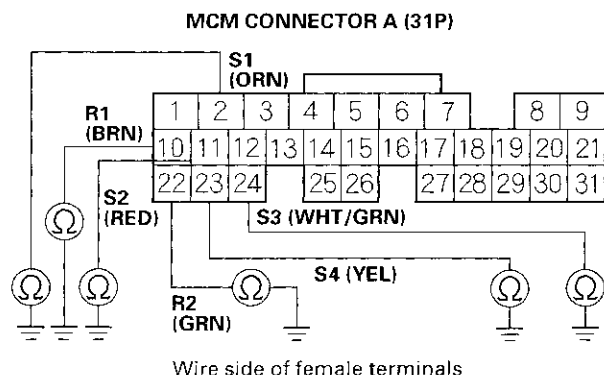 MCM CONNECTOR A (31P)
S1
(ORN)
R1
(BRN)
1 2 3 4 5 6 7 8 9
10 11 12 13 14 15 16 17 18 19 20 21
22 23 24 25 26 27 28 29 30 31
S2
(RED)
Ω
S3 (WHT/GRN)
S4 (YEL)
Ω Ω Ω Ω Ω
R2
(GRN)
Wire side of female terminals